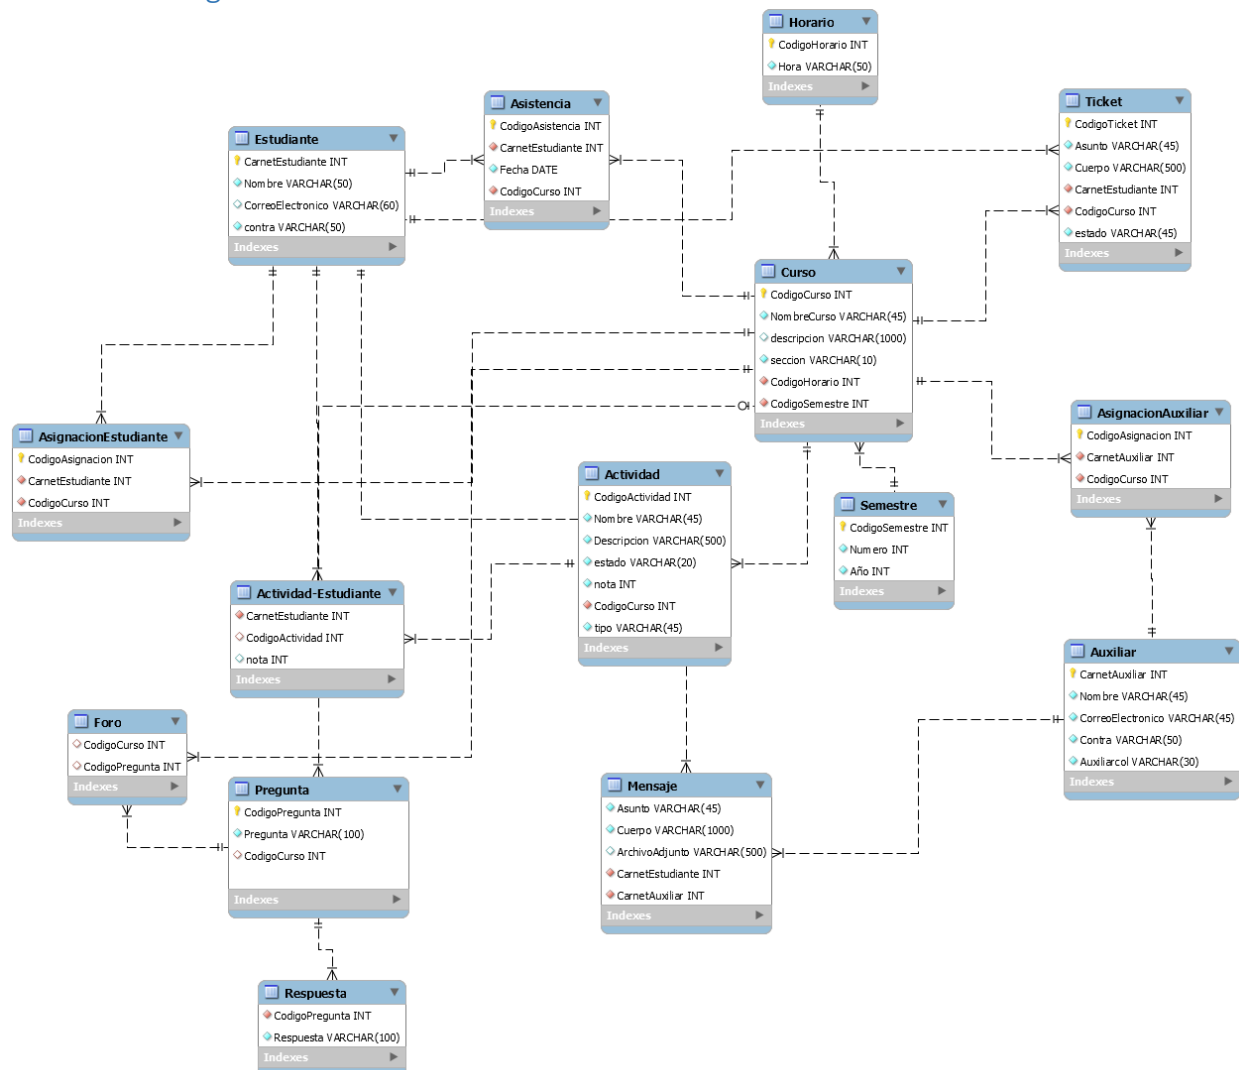 Horario
CodigoHorario INT
Hora VARCHAR(50)
Indexes
Asistencia
CodigoAsistencia INT
CarnetEstudiante INT
Fecha DATE
CodigoCurso INT
Indexes
Ticket
CodigoTicket INT
Asunto VARCHAR(45)
Cuerpo VARCHAR(500)
CarnetEstudiante INT
CodigoCurso INT
estado VARCHAR(45)
Indexes
Estudiante
CarnetEstudiante INT
Nombre VARCHAR(50)
CorreoElectronico VARCHAR(60)
contra VARCHAR(50)
Indexes
Curso
CodigoCurso INT
NombreCurso VARCHAR(45)
descripcion VARCHAR(1000)
seccion VARCHAR(10)
CodigoHorario INT
CodigoSemestre INT
Indexes
AsignacionEstudiante
CodigoAsignacion INT
CarnetEstudiante INT
CodigoCurso INT
Indexes
AsignacionAuxiliar
CodigoAsignacion INT
CarnetAuxiliar INT
CodigoCurso INT
Indexes
Actividad
CodigoActividad INT
Nombre VARCHAR(45)
Descripcion VARCHAR(500)
estado VARCHAR(20)
nota INT
CodigoCurso INT
tipo VARCHAR(45)
Indexes
Semestre
CodigoSemestre INT
Numero INT
Año INT
Indexes
Actividad-Estudiante
CarnetEstudiante INT
CodigoActividad INT
nota INT
Indexes
Auxiliar
CarnetAuxiliar INT
Nombre VARCHAR(45)
CorreoElectronico VARCHAR(45)
Contra VARCHAR(50)
Auxiliarcol VARCHAR(30)
Indexes
Foro
CodigoCurso INT
CodigoPregunta INT
Indexes
Pregunta
CodigoPregunta INT
Pregunta VARCHAR(100)
CodigoCurso INT
Indexes
Mensaje
Asunto VARCHAR(45)
Cuerpo VARCHAR(1000)
ArchivoAdjunto VARCHAR(500)
CarnetEstudiante INT
CarnetAuxiliar INT
Indexes
Respuesta
CodigoPregunta INT
Respuesta VARCHAR(100)
Indexes